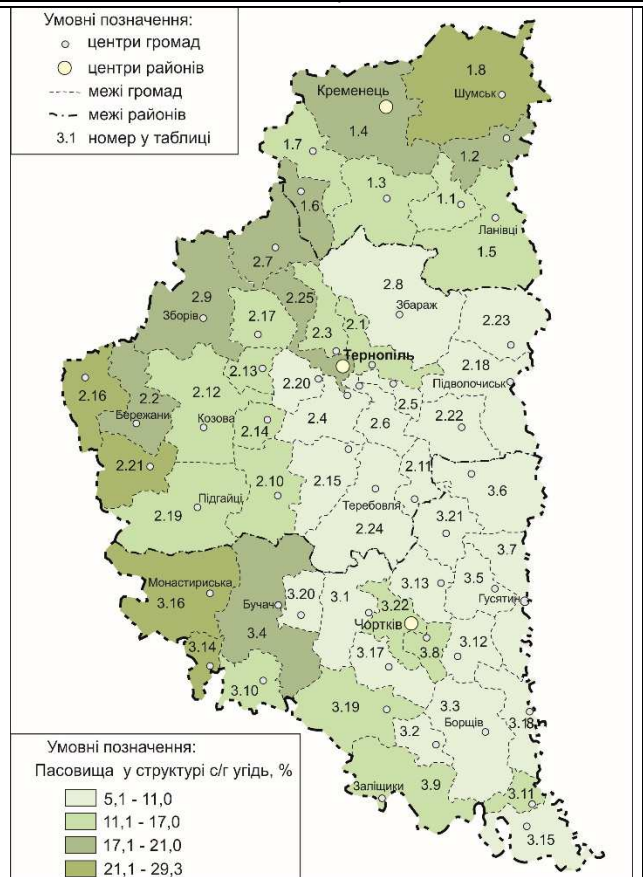 Умовні позначення:
центри громад
центри районів
межі громад
межі районів
3.1 номер у таблиці
1.8
Кременець
Шумськ
1.4
1.2
1.7
1.3
1.1
1.6
Ланівці
1.5
2.7
2.8
2.9
2.25
Збараж
2.23
Зборів
2.17
2.3
2.1
Тернопіль
2.18
2.13
2.20
Підволочиськ
2.16
2.2
2.12
2.5
Бережани
Козова
2.4
2.6
2.22
2.14
2.21
2.15
2.11
2.10
3.6
Підгайці
Теребовля
2.19
3.21
2.24
3.7
Монастириська
3.13
3.5
3.20
3.1
Гусятин
3.16
Бучач
3.22
3.4
Чортків
3.12
3.14
3.8
3.17
3.10
3.19
3.3
3.18
3.2
Борщів
Заліщики
3.9
3.11
3.15
Умовні позначення:
Пасовища у структурі с/г угідь, %
5,1 - 11,0
11,1 - 17,0
17,1 - 21,0
21,1 - 29,3